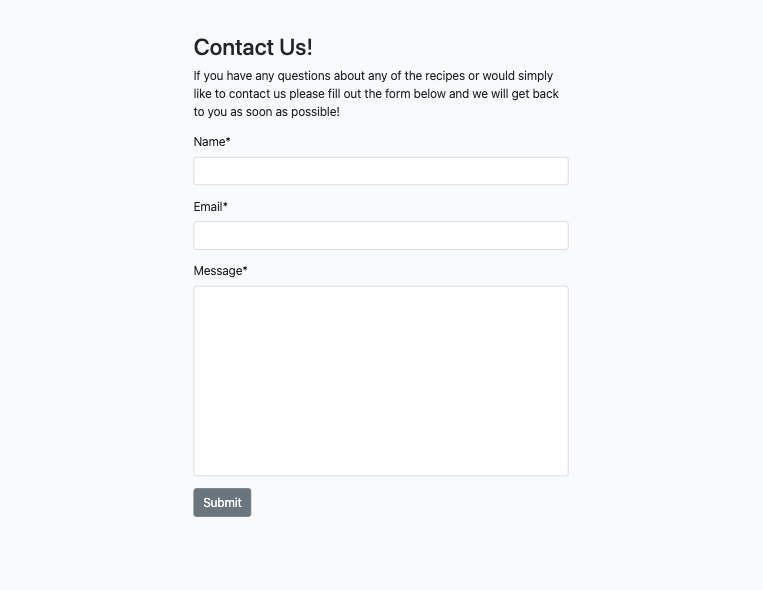 Contact Us!
If you have any questions about any of the recipes or would simply
like to contact us please fill out the form below and we will get back
to you as soon as possible!
Name*
Email*
Message*
Submit